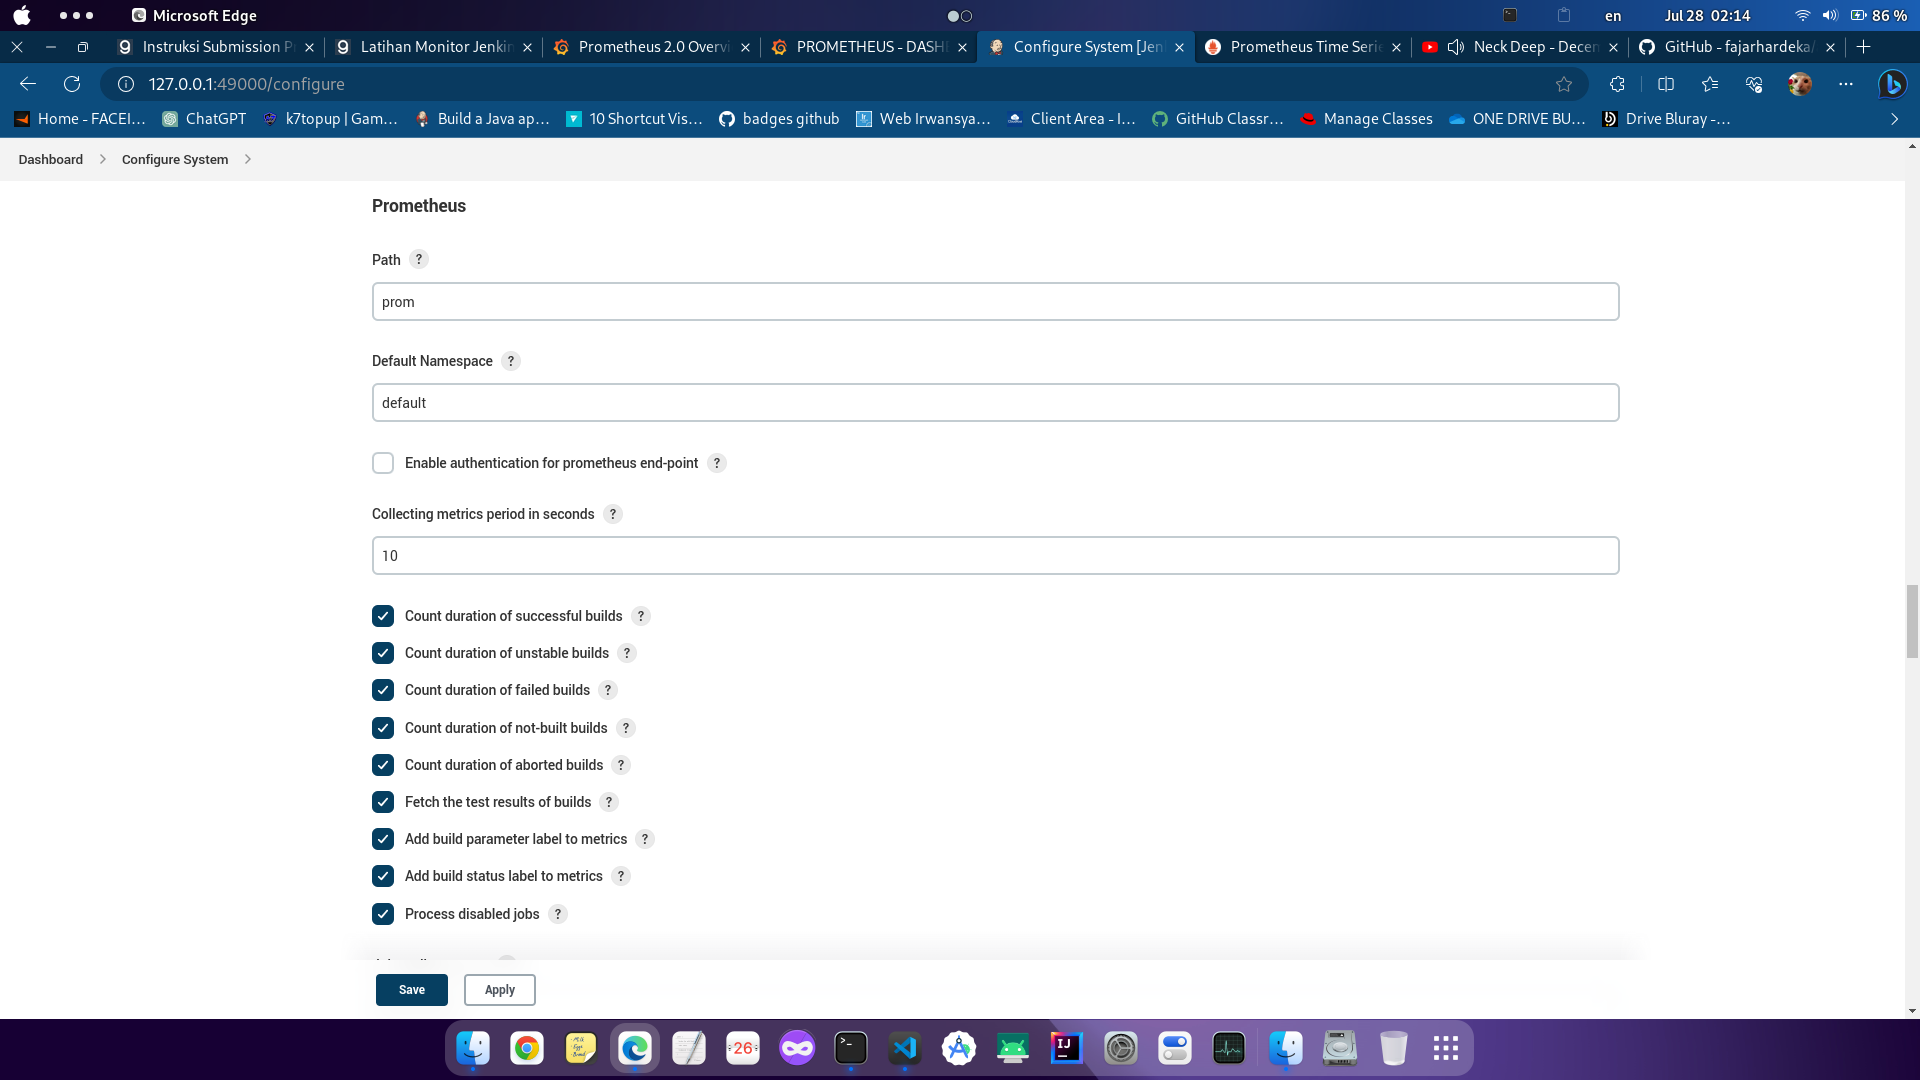 Microsoft Edge
en
Jul 28 02:14
86 %
Instruksi Submission P
Latihan Monitor Jenkin
Prometheus 2.0 Overvi
PROMETHEUS - DASH
Configure System [Jen
Prometheus Time Serie
Neck Deep - Decem
GitHub - fajarhardeka/
127.0.0.1:49000/configure
Home - FACEI...
ChatGPT
k7topup | Gam...
Build a Java ap...
10 Shortcut Vis...
badges github
Web Irwansya...
Client Area - I...
GitHub Classr...
Manage Classes
ONE DRIVE BU...
Drive Bluray -...
Dashboard
Configure System
Prometheus
Path ?
prom
Default Namespace ?
default
Enable authentication for prometheus end-point ?
Collecting metrics period in seconds ?
10
Count duration of successful builds ?
Count duration of unstable builds ?
Count duration of failed builds ?
Count duration of not-built builds ?
Count duration of aborted builds ?
Fetch the test results of builds ?
Add build parameter label to metrics ?
Add build status label to metrics ?
Process disabled jobs ?
Save
Apply
26
IJ